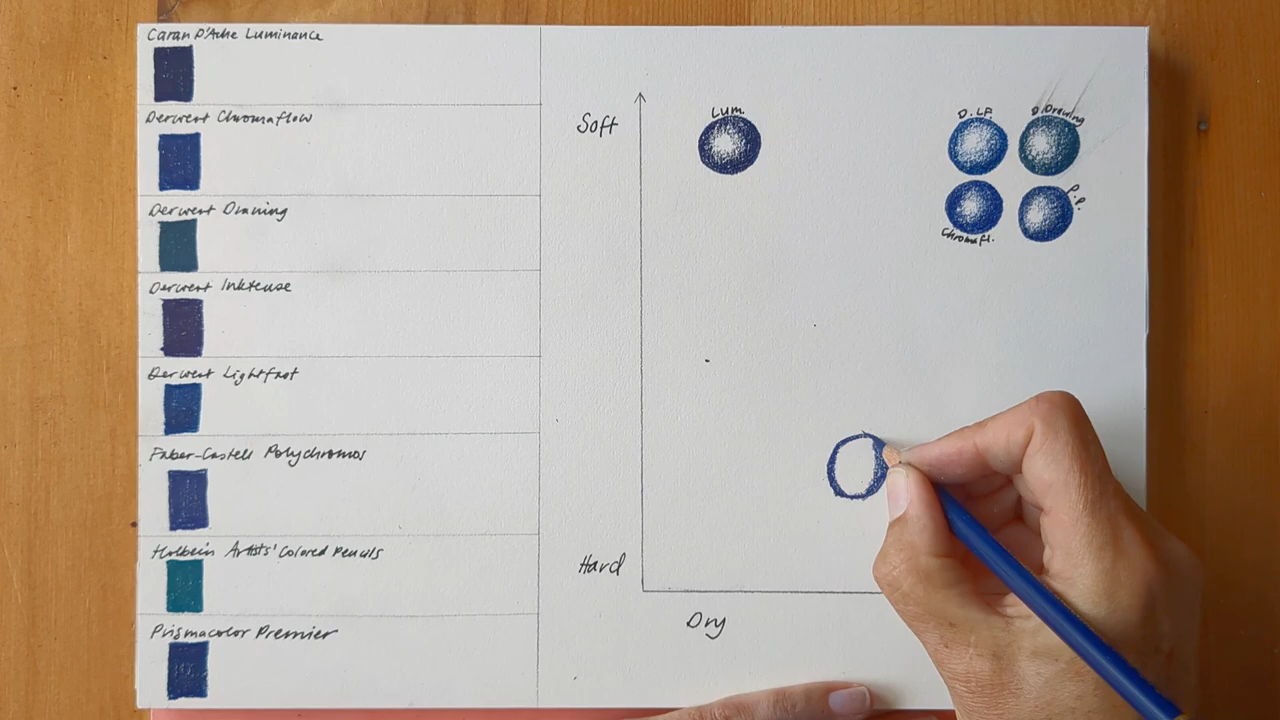 Caran D'Ache Luminance
Derwent Chromaflow
Derwent Drawing
Derwent Inktense
Derwent Lightfast
Faber-Castell Polychromos
Holbein Artists' Colored Pencils
Prismacolor Premier
Soft
Hard
Dry
Lum.
D. LF.
D. Drawing
Chromafl.
P.P.